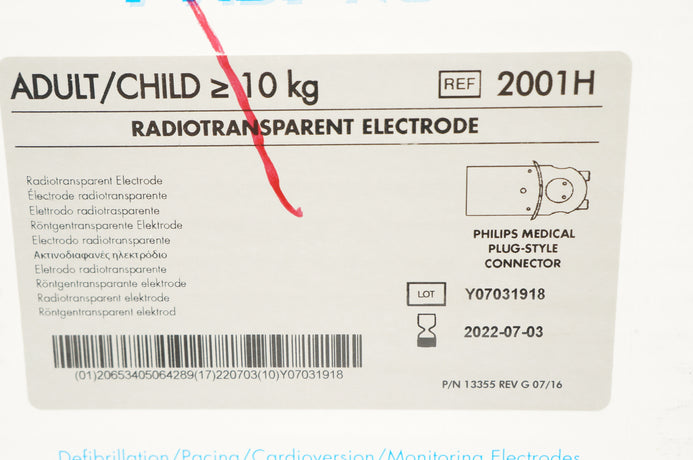 ADULT/CHILD ≥ 10 kg
REF 2001H
RADIOTRANSPARENT ELECTRODE
Radiotransparent Electrode
Électrode radiotransparente
Elettrodo radiotrasparente
Röntgentransparente Elektrode
Electrodo radiotransparente
Ακτινοδιαφανές ηλεκτρόδιο
Eletrodo radiotransparente
Röntgentransparante elektrode
Radiotransparent elektrode
Röntgentransparent elektrod
PHILIPS MEDICAL
PLUG-STYLE
CONNECTOR
LOT Y07031918
2022-07-03
(01)20653405064289(17)220703(10)Y07031918
P/N 13355 REV G 07/16
Defibrillation/Pacing/Cardioversion/Monitoring Electrodes